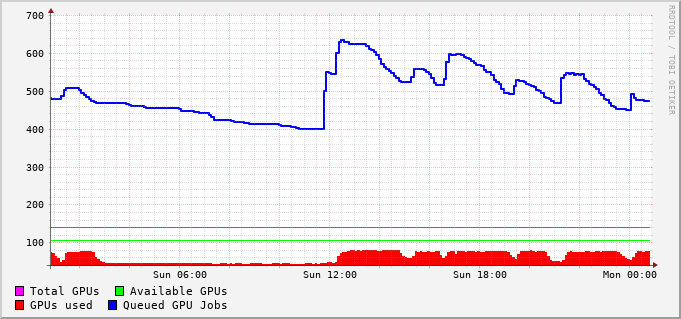 700
600
500
400
300
200
100
Sun 06:00 Sun 12:00 Sun 18:00 Mon 00:00
Total GPUs Available GPUs
GPUs used Queued GPU Jobs
RRDTOOL / TOBI OETIKER